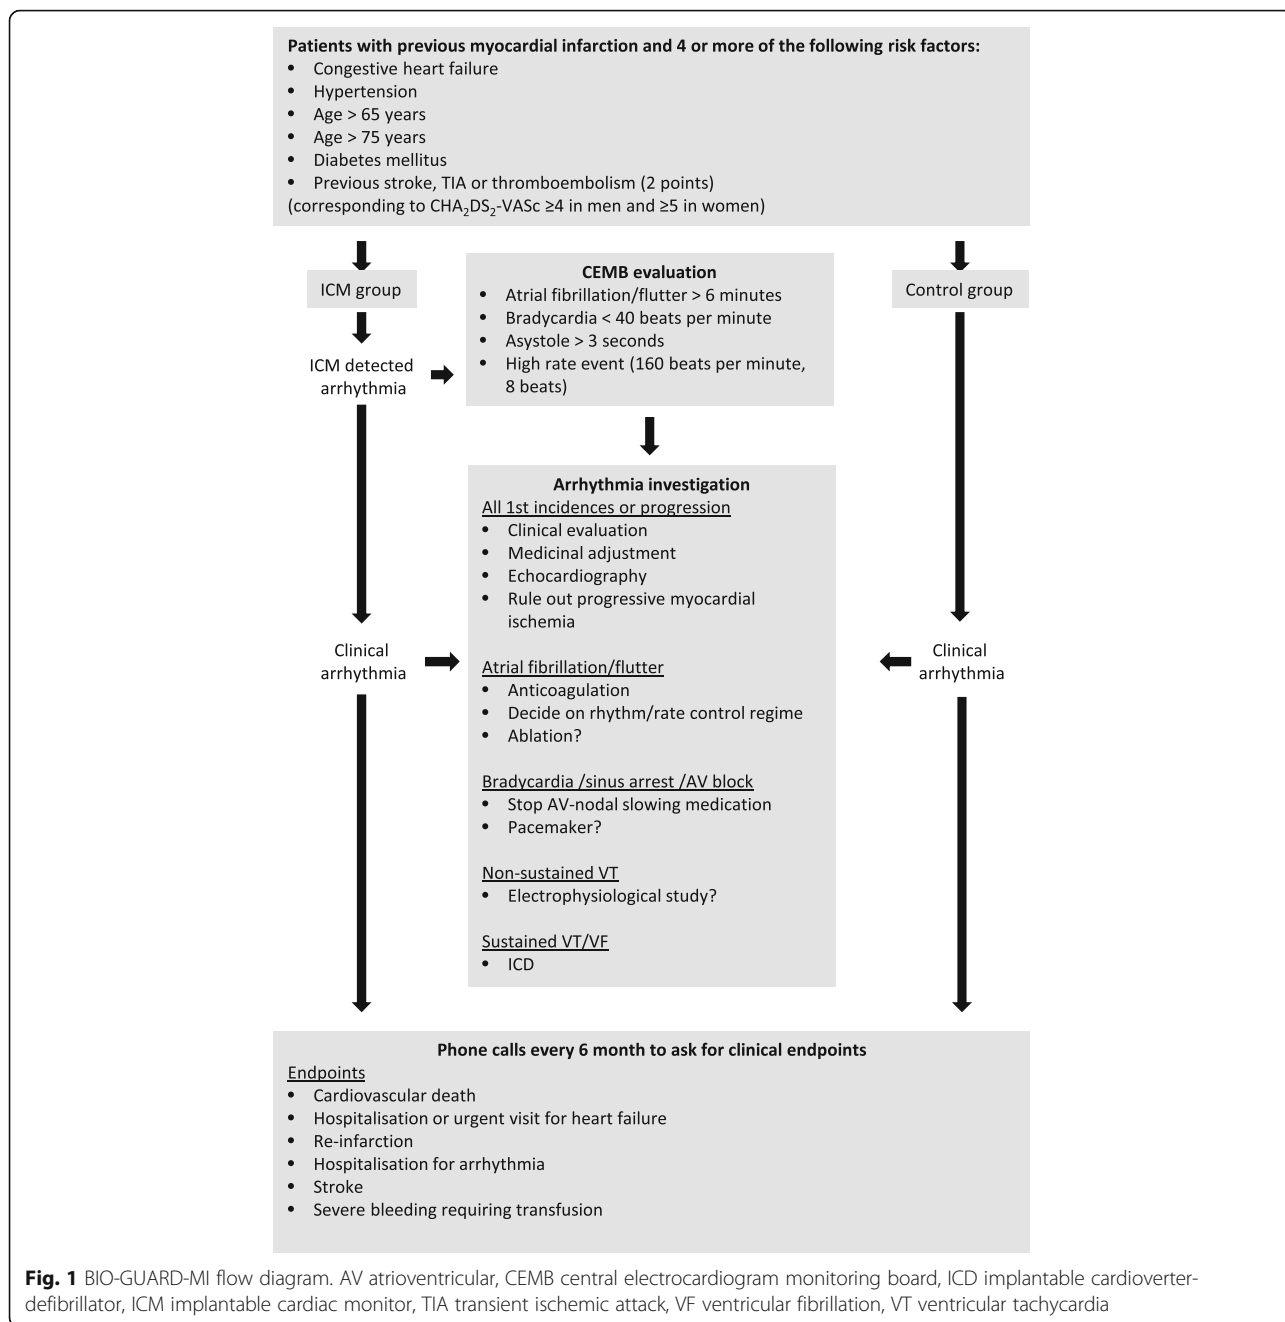 Patients with previous myocardial infarction and 4 or more of the following risk factors:
• Congestive heart failure
• Hypertension
• Age > 65 years
• Age > 75 years
• Diabetes mellitus
• Previous stroke, TIA or thromboembolism (2 points)
(corresponding to CHA₂DS₂-VASc ≥4 in men and ≥5 in women)
ICM group
CEMB evaluation
• Atrial fibrillation/flutter > 6 minutes
• Bradycardia < 40 beats per minute
• Asystole > 3 seconds
• High rate event (160 beats per minute,
8 beats)
Control group
ICM detected
arrhythmia
Arrhythmia investigation
All 1st incidences or progression
• Clinical evaluation
• Medicinal adjustment
• Echocardiography
• Rule out progressive myocardial
ischemia
Clinical
arrhythmia
Atrial fibrillation/flutter
• Anticoagulation
• Decide on rhythm/rate control regime
• Ablation?
Clinical
arrhythmia
Bradycardia /sinus arrest /AV block
• Stop AV-nodal slowing medication
• Pacemaker?
Non-sustained VT
• Electrophysiological study?
Sustained VT/VF
• ICD
Phone calls every 6 month to ask for clinical endpoints
Endpoints
• Cardiovascular death
• Hospitalisation or urgent visit for heart failure
• Re-infarction
• Hospitalisation for arrhythmia
• Stroke
• Severe bleeding requiring transfusion
Fig. 1 BIO-GUARD-MI flow diagram. AV atrioventricular, CEMB central electrocardiogram monitoring board, ICD implantable cardioverter-
defibrillator, ICM implantable cardiac monitor, TIA transient ischemic attack, VF ventricular fibrillation, VT ventricular tachycardia